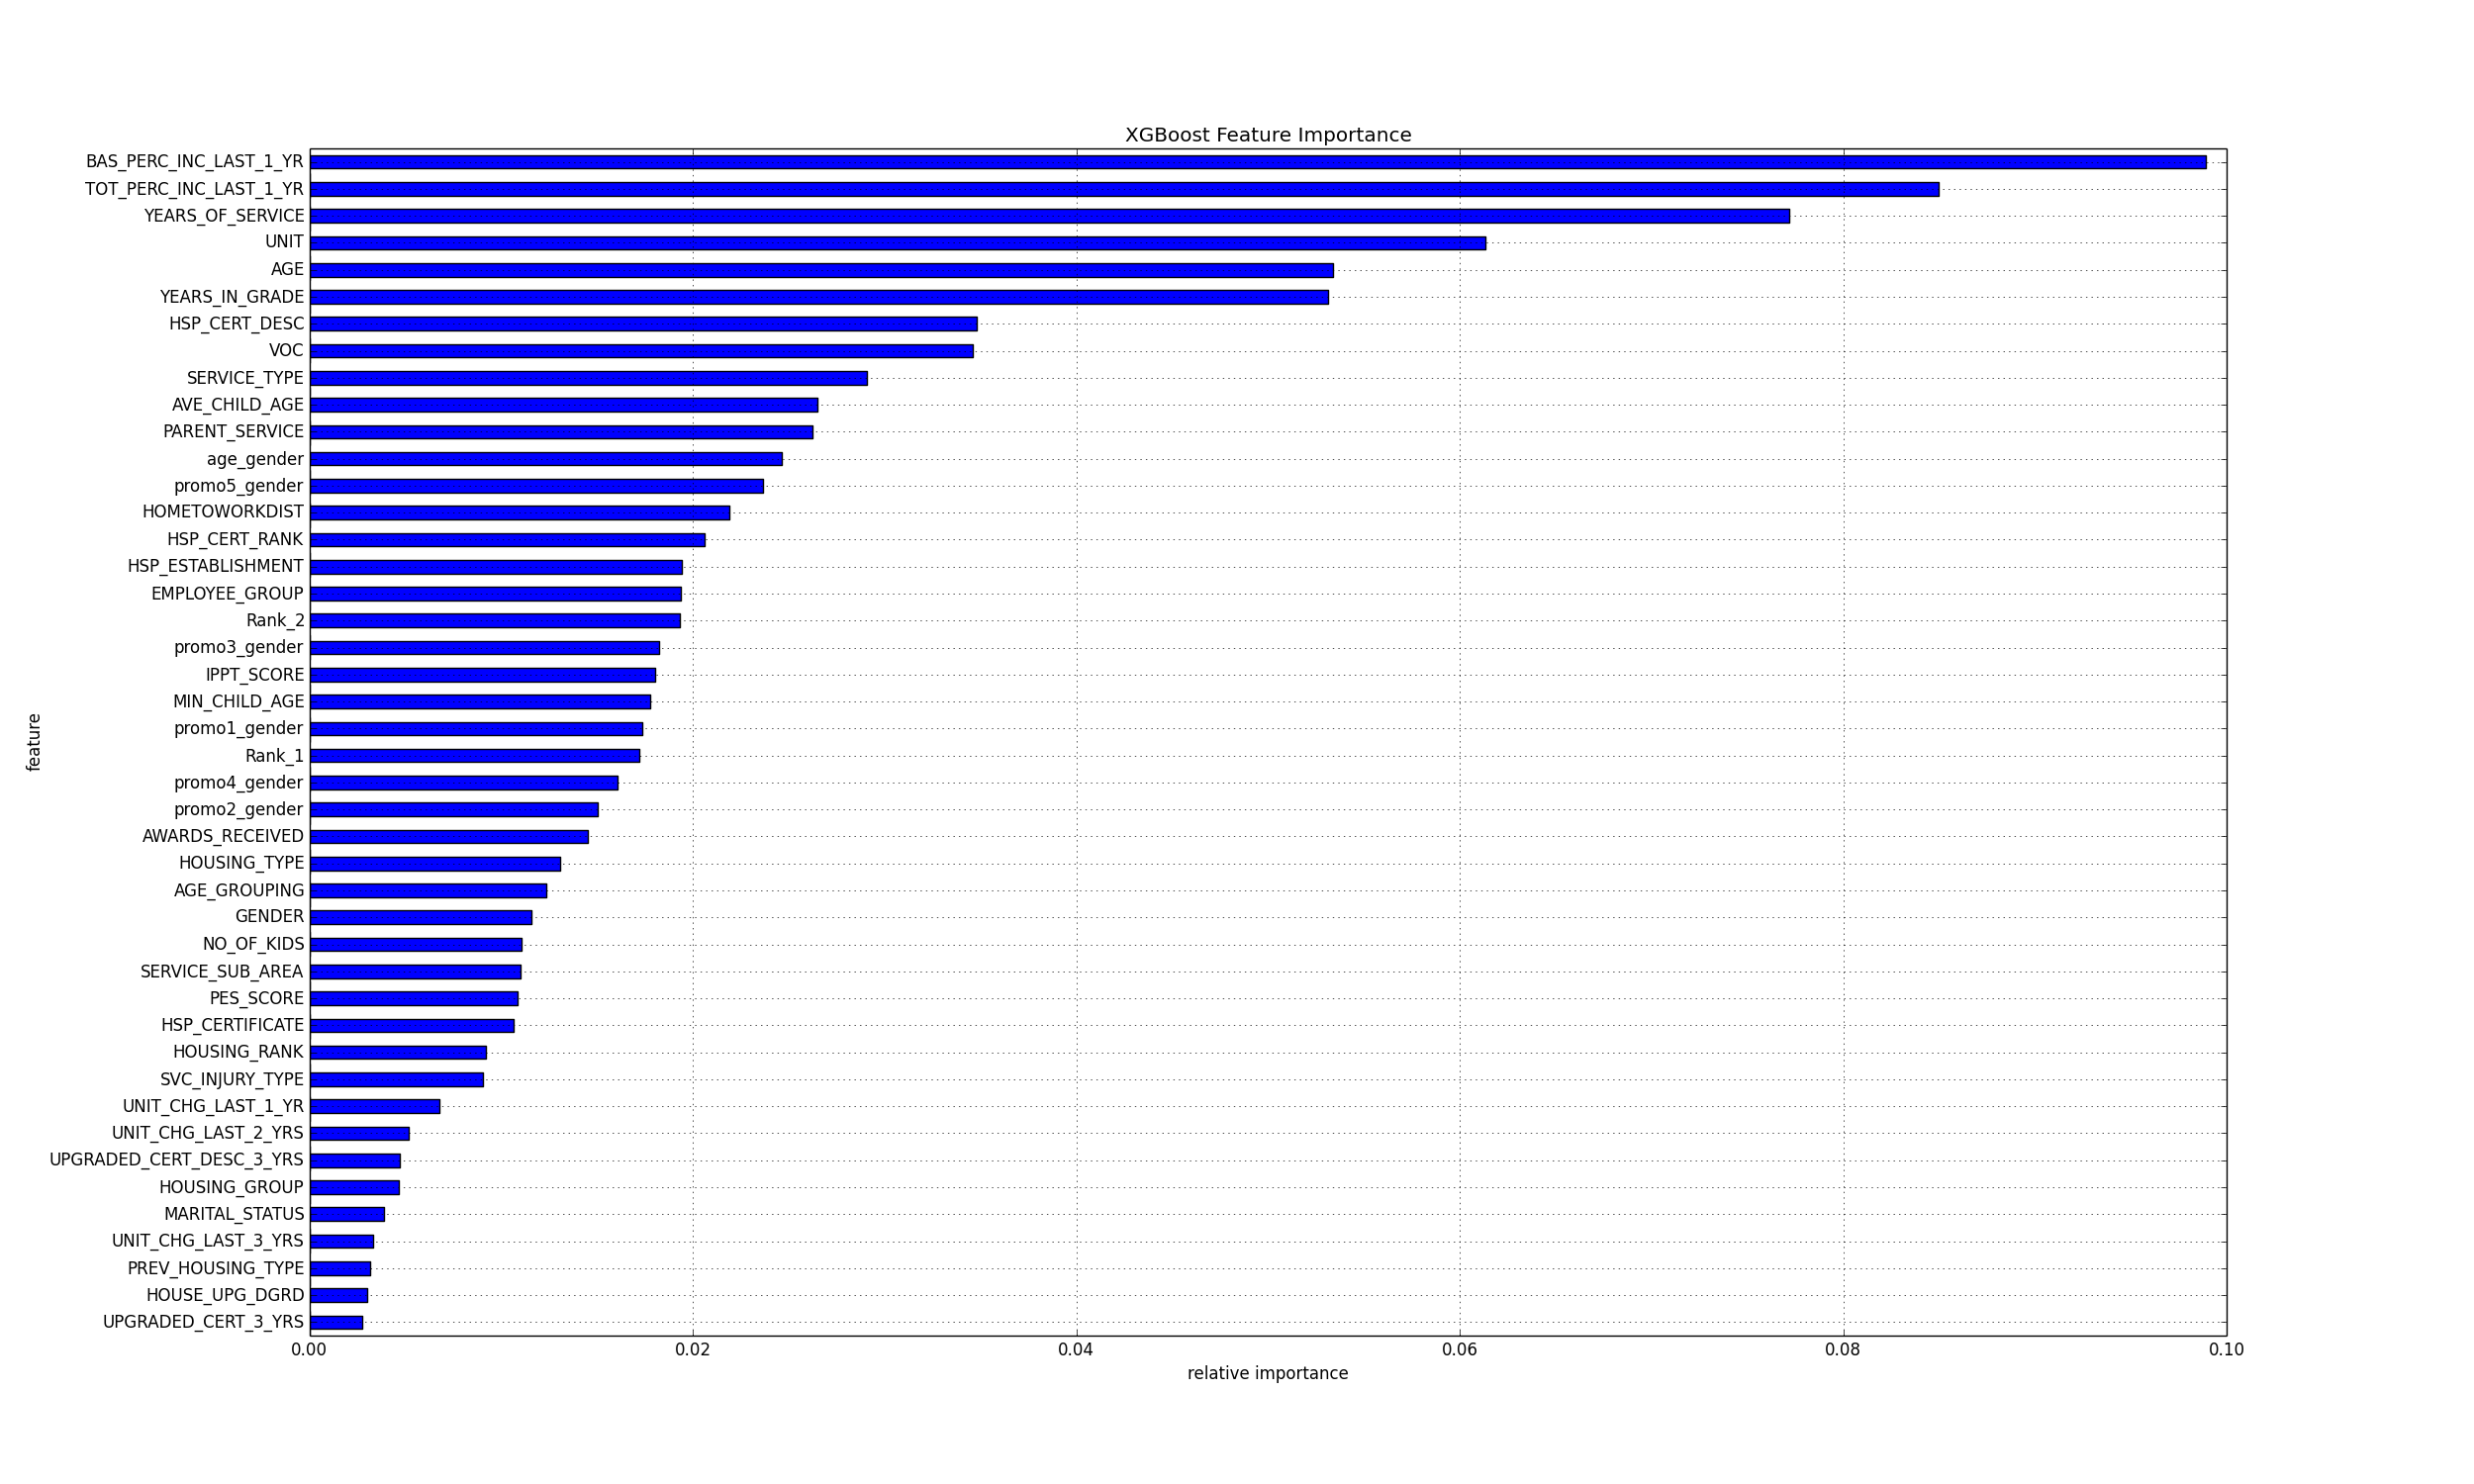 XGBoost Feature Importance
BAS_PERC_INC_LAST_1_YR
TOT_PERC_INC_LAST_1_YR
YEARS_OF_SERVICE
UNIT
AGE
YEARS_IN_GRADE
HSP_CERT_DESC
VOC
SERVICE_TYPE
AVE_CHILD_AGE
PARENT_SERVICE
age_gender
promo5_gender
HOMETOWORKDIST
HSP_CERT_RANK
HSP_ESTABLISHMENT
EMPLOYEE_GROUP
Rank_2
promo3_gender
IPPT_SCORE
MIN_CHILD_AGE
promo1_gender
Rank_1
promo4_gender
promo2_gender
AWARDS_RECEIVED
HOUSING_TYPE
AGE_GROUPING
GENDER
NO_OF_KIDS
SERVICE_SUB_AREA
PES_SCORE
HSP_CERTIFICATE
HOUSING_RANK
SVC_INJURY_TYPE
UNIT_CHG_LAST_1_YR
UNIT_CHG_LAST_2_YRS
UPGRADED_CERT_DESC_3_YRS
HOUSING_GROUP
MARITAL_STATUS
UNIT_CHG_LAST_3_YRS
PREV_HOUSING_TYPE
HOUSE_UPG_DGRD
UPGRADED_CERT_3_YRS
feature
0.00 0.02 0.04 0.06 0.08 0.10
relative importance